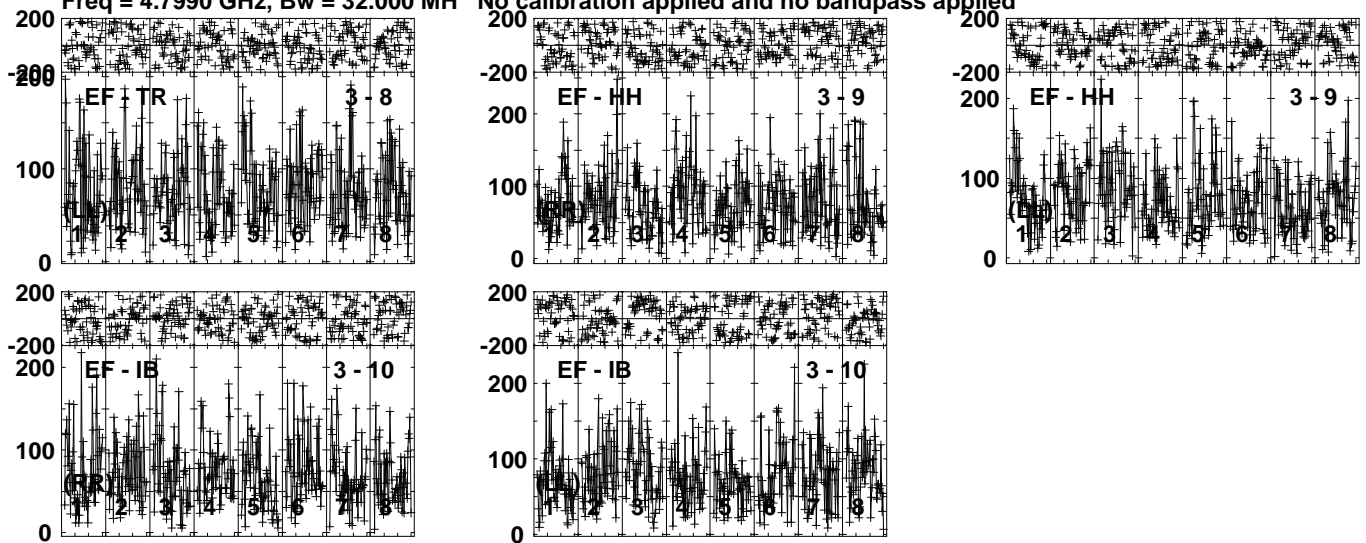 Freq = 4.7990 GHz, Bw = 32.000 MH No calibration applied and no bandpass applied
200
-200
200
EF - TR 3 - 8
100
(LL)
1 2 3 4 5 6 7 8
0
200
-200
EF - HH 3 - 9
200
100
(RR)
1 2 3 4 5 6 7 8
0
200
-200
EF - HH 3 - 9
200
100
(LL)
1 2 3 4 5 6 7 8
0
200
-200
EF - IB 3 - 10
200
100
(RR)
1 2 3 4 5 6 7 8
0
200
-200
EF - IB 3 - 10
200
100
(LL)
1 2 3 4 5 6 7 8
0